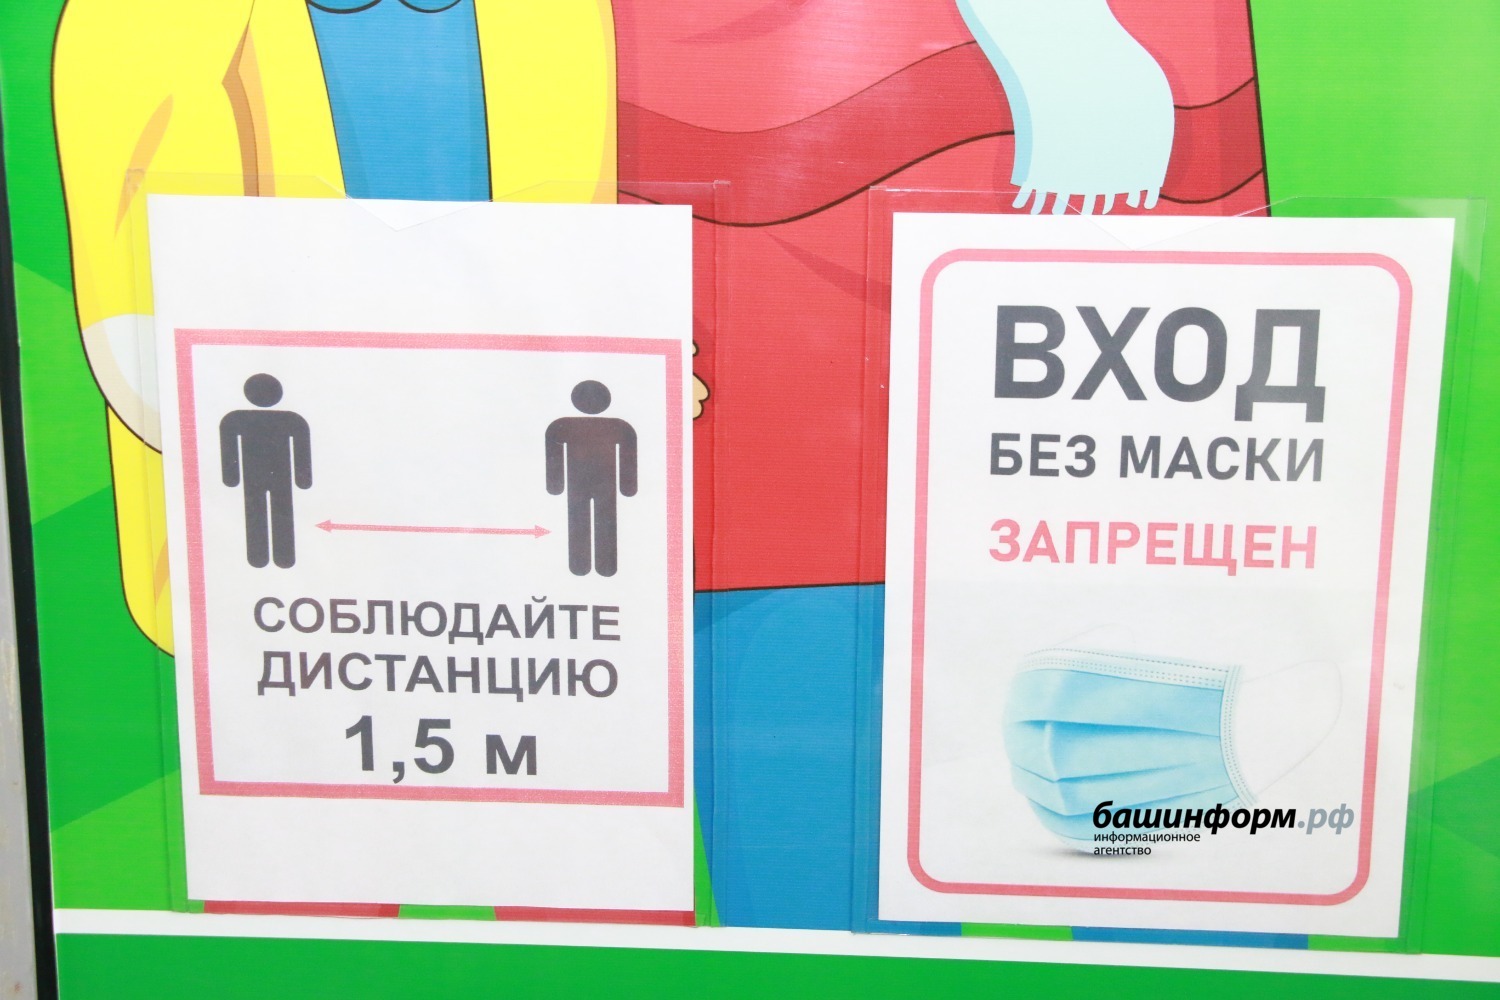 СОБЛЮДАЙТЕ
ДИСТАНЦИЮ
1,5 м
ВХОД
БЕЗ МАСКИ
ЗАПРЕЩЕН
башинформ.рф
информационное
агентство